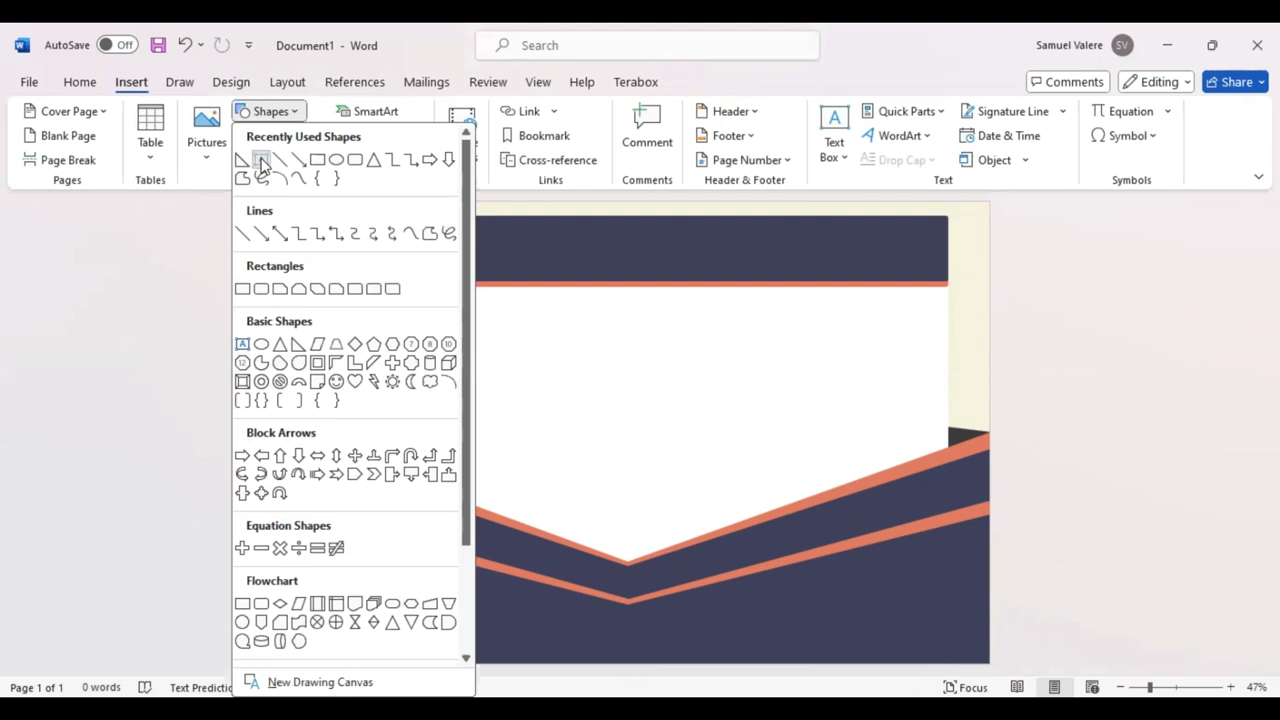 AutoSave Off Document1 - Word Search Samuel Valere SV
File Home Insert Draw Design Layout References Mailings Review View Help Terabox Comments Editing Share
Cover Page Shapes SmartArt Link Header Quick Parts Signature Line Equation
Blank Page Bookmark Footer WordArt Date & Time Symbol
Page Break Cross-reference Page Number Drop Cap Object
Table Pictures Comment Text Box
Pages Tables Links Comments Header & Footer Text Symbols
Recently Used Shapes
Lines
Rectangles
Basic Shapes
A 7 8 10
12
Block Arrows
Equation Shapes
Flowchart
New Drawing Canvas
Page 1 of 1 0 words Text Predictio Focus 47%